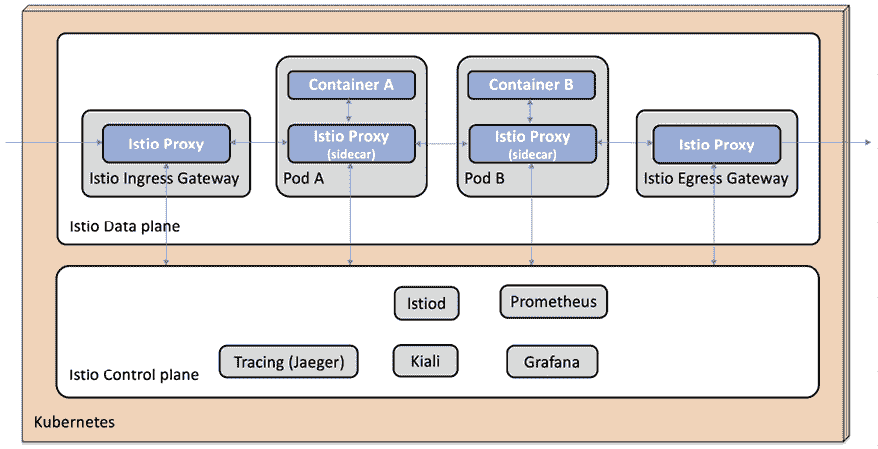 Container A
Container B
Istio Proxy
Istio Proxy
(sidecar)
Istio Proxy
(sidecar)
Istio Proxy
Istio Ingress Gateway
Pod A
Pod B
Istio Egress Gateway
Istio Data plane
Istiod
Prometheus
Tracing (Jaeger)
Kiali
Grafana
Istio Control plane
Kubernetes